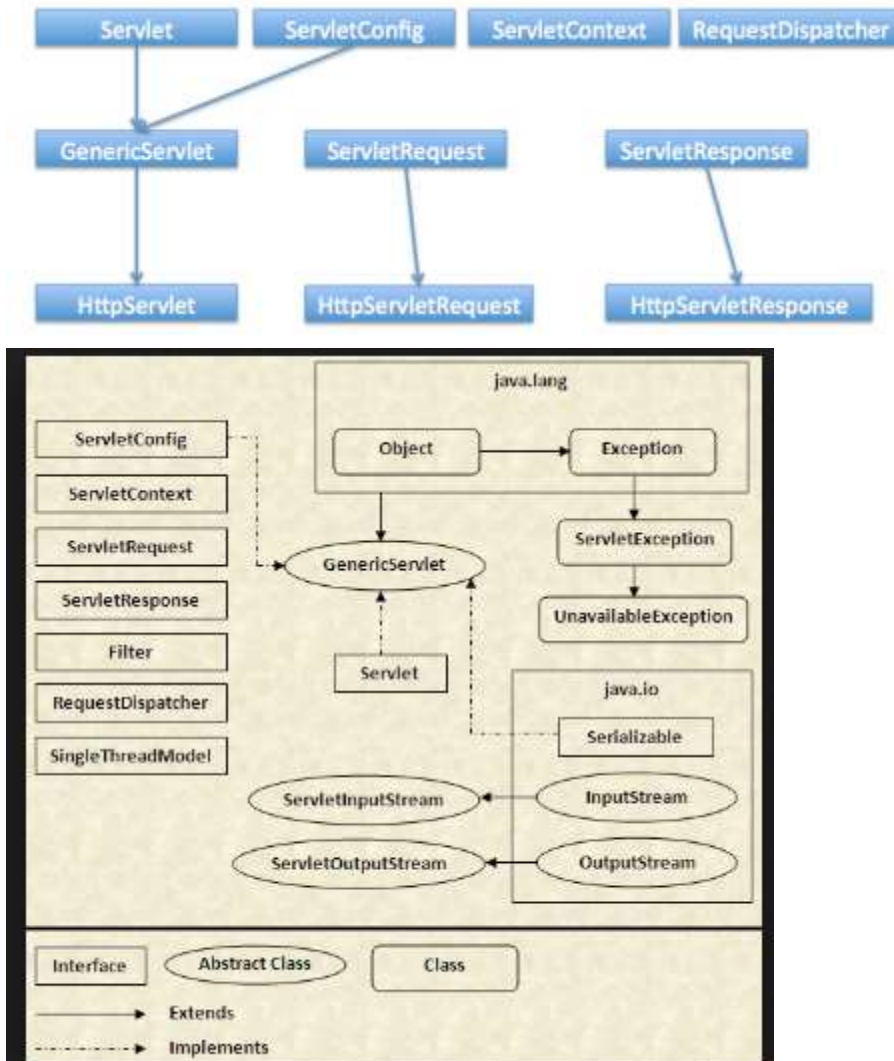 Servlet
ServletConfig
ServletContext
RequestDispatcher
GenericServlet
ServletRequest
ServletResponse
HttpServlet
HttpServletRequest
HttpServletResponse
java.lang
ServletConfig
Object
Exception
ServletContext
ServletRequest
ServletException
GenericServlet
ServletResponse
UnavailableException
Filter
Servlet
RequestDispatcher
java.io
Serializable
SingleThreadModel
ServletInputStream
InputStream
ServletOutputStream
OutputStream
Interface
Abstract Class
Class
Extends
Implements